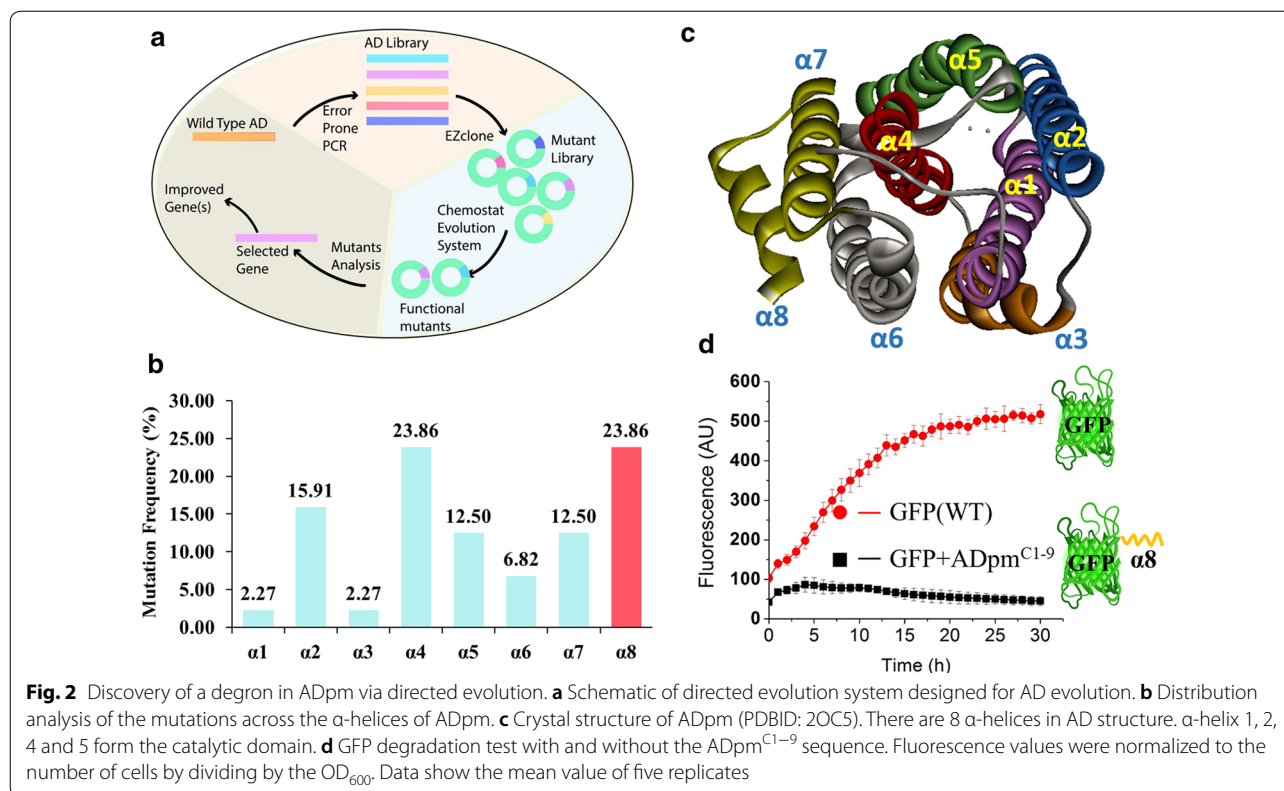 a
AD Library
Wild Type AD
Error
Prone
PCR
EZclone
Mutant
Library
Improved
Gene(s)
Chemostat
Evolution
System
Selected
Gene
Mutants
Analysis
Functional
mutants
b
Mutation Frequency (%)
30.00
25.00
20.00
15.00
10.00
5.00
0.00
2.27
15.91
2.27
23.86
12.50
6.82
12.50
23.86
α1
α2
α3
α4
α5
α6
α7
α8
c
α7
α5
α4
α2
α1
α8
α6
α3
d
Fluorescence (AU)
600
500
400
300
200
100
0
GFP(WT)
GFP+ADpm^C1-9
0
5
10
15
20
25
30
Time (h)
GFP
GFP
α8
Fig. 2 Discovery of a degron in ADpm via directed evolution. a Schematic of directed evolution system designed for AD evolution. b Distribution
analysis of the mutations across the α-helices of ADpm. c Crystal structure of ADpm (PDBID: 2OC5). There are 8 α-helices in AD structure. α-helix 1, 2,
4 and 5 form the catalytic domain. d GFP degradation test with and without the ADpm^C1–9 sequence. Fluorescence values were normalized to the
number of cells by dividing by the OD600. Data show the mean value of five replicates